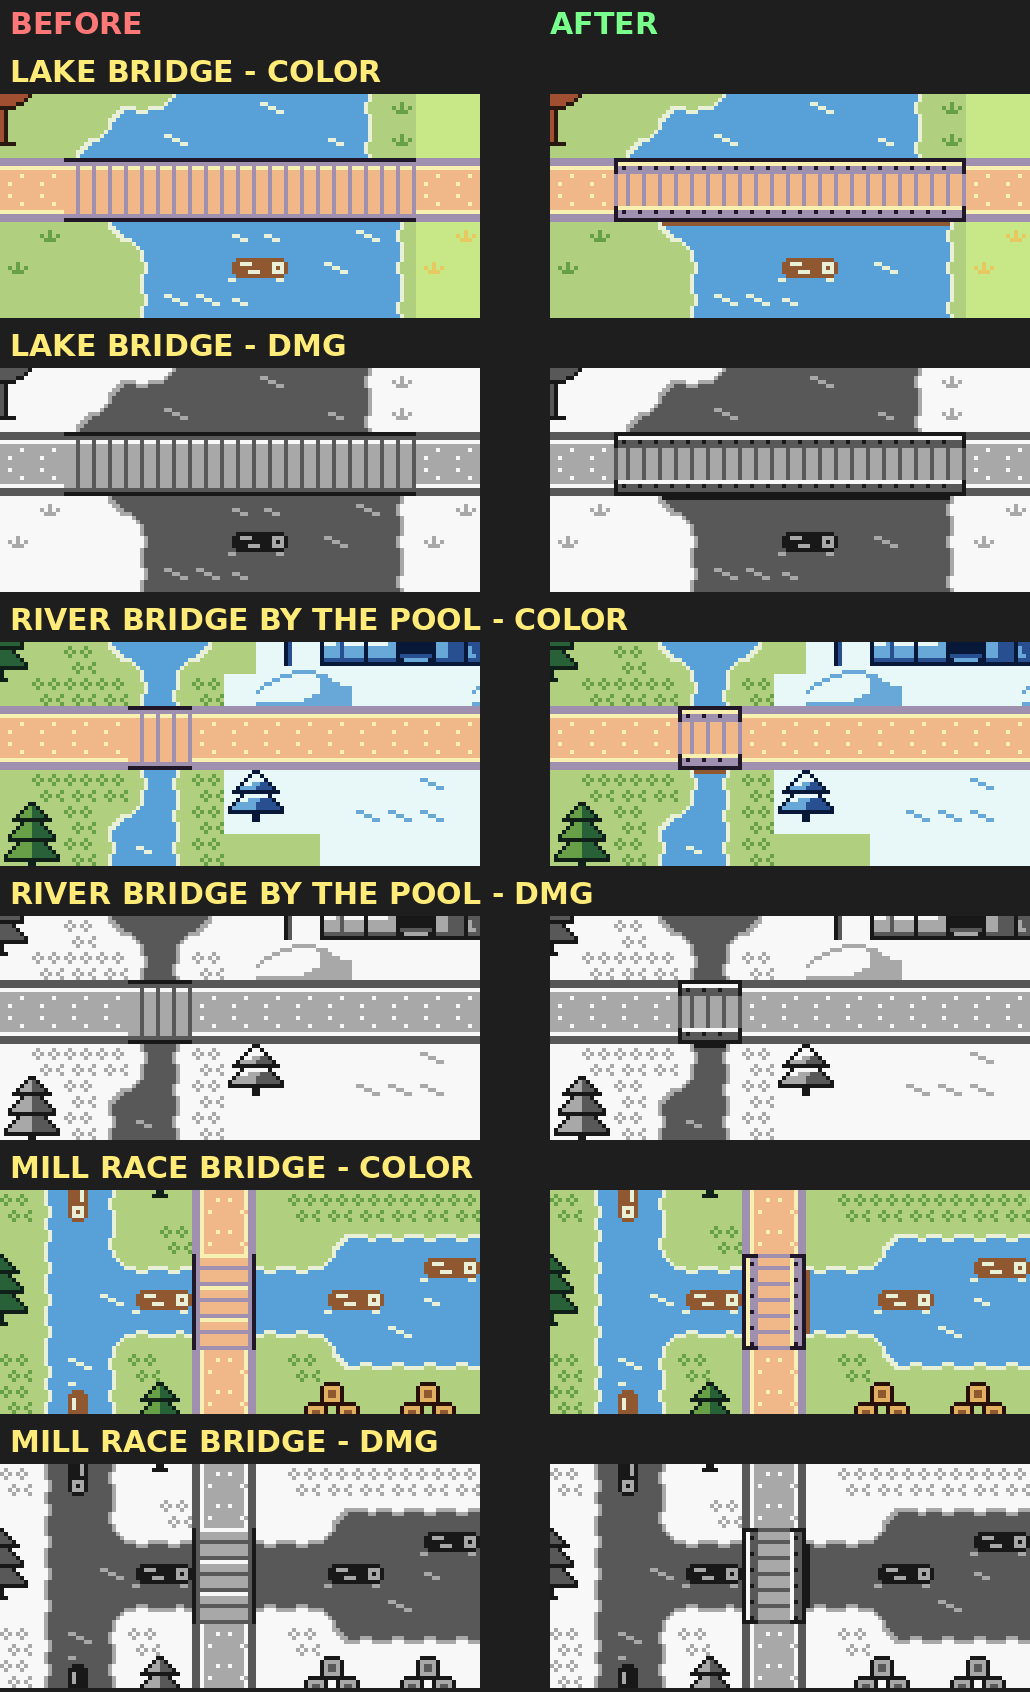 BEFORE
AFTER
LAKE BRIDGE - COLOR
LAKE BRIDGE - DMG
RIVER BRIDGE BY THE POOL - COLOR
RIVER BRIDGE BY THE POOL - DMG
MILL RACE BRIDGE - COLOR
MILL RACE BRIDGE - DMG